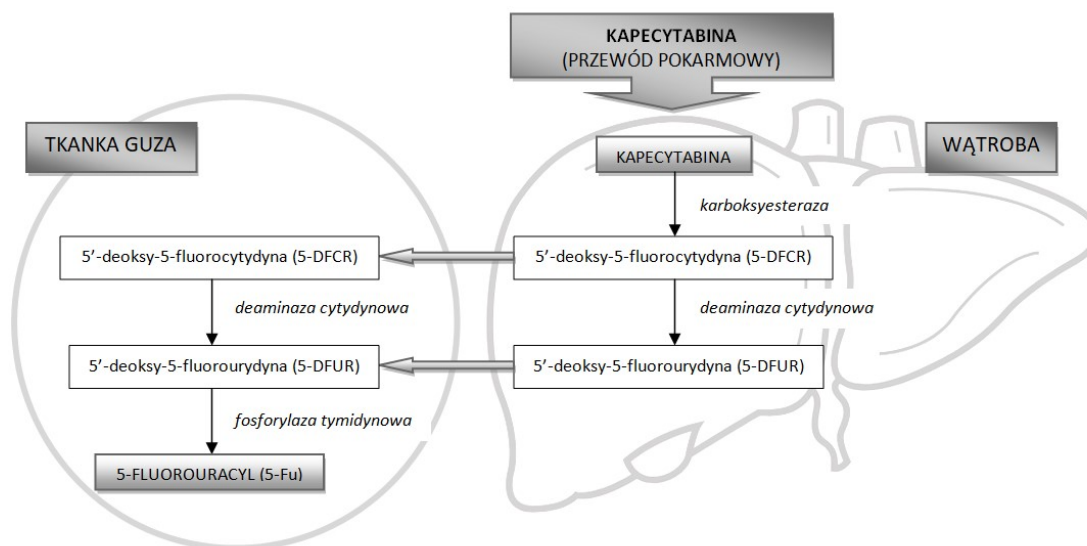 KAPECYTABINA
(PRZEWÓD POKARMOWY)
TKANKA GUZA
WĄTROBA
KAPECYTABINA
karboksyesteraza
5’-deoksy-5-fluorocytydyna (5-DFCR)
5’-deoksy-5-fluorocytydyna (5-DFCR)
deaminaza cytydynowa
deaminaza cytydynowa
5’-deoksy-5-fluorourydyna (5-DFUR)
5’-deoksy-5-fluorourydyna (5-DFUR)
fosforylaza tymidynowa
5-FLUOROURACYL (5-Fu)